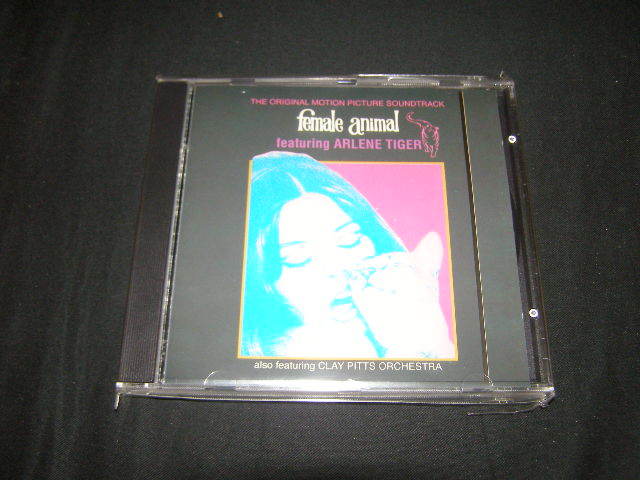 THE ORIGINAL MOTION PICTURE SOUNDTRACK
female animal
featuring ARLENE TIGER
also featuring CLAY PITTS ORCHESTRA